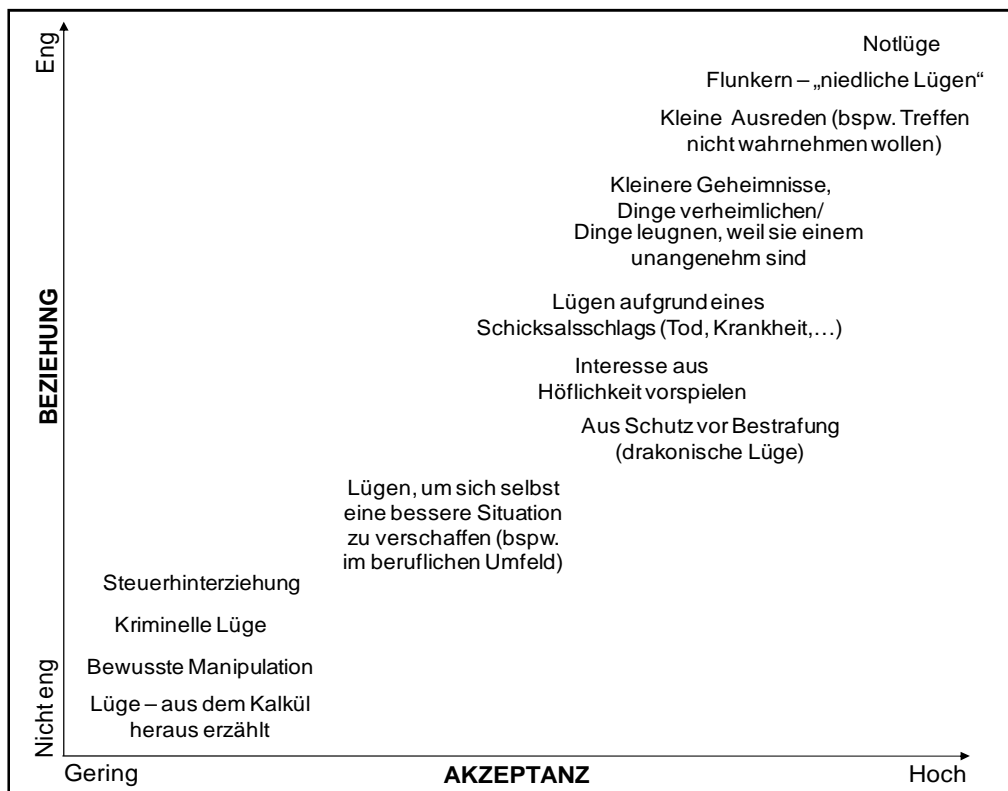 Eng
Notlüge
Flunkern – „niedliche Lügen“
Kleine Ausreden (bspw. Treffen
nicht wahrnehmen wollen)
Kleinere Geheimnisse,
Dinge verheimlichen/
Dinge leugnen, weil sie einem
unangenehm sind
BEZIEHUNG
Lügen aufgrund eines
Schicksalsschlags (Tod, Krankheit,…)
Interesse aus
Höflichkeit vorspielen
Aus Schutz vor Bestrafung
(drakonische Lüge)
Lügen, um sich selbst
eine bessere Situation
zu verschaffen (bspw.
im beruflichen Umfeld)
Steuerhinterziehung
Kriminelle Lüge
Bewusste Manipulation
Lüge – aus dem Kalkül
heraus erzählt
Nicht eng
Gering
AKZEPTANZ
Hoch